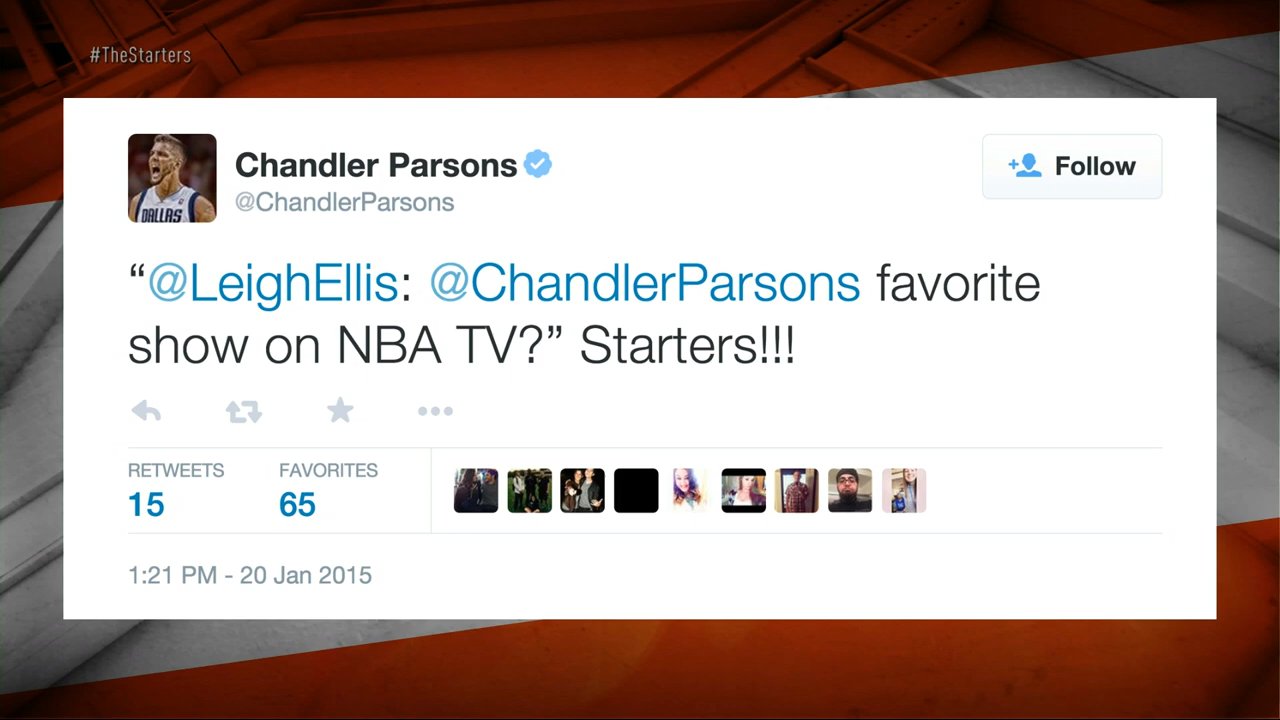 #TheStarters
DALLAS
Chandler Parsons
@ChandlerParsons
Follow
“@LeighEllis: @ChandlerParsons favorite
show on NBA TV?” Starters!!!
RETWEETS
15
FAVORITES
65
1:21 PM - 20 Jan 2015